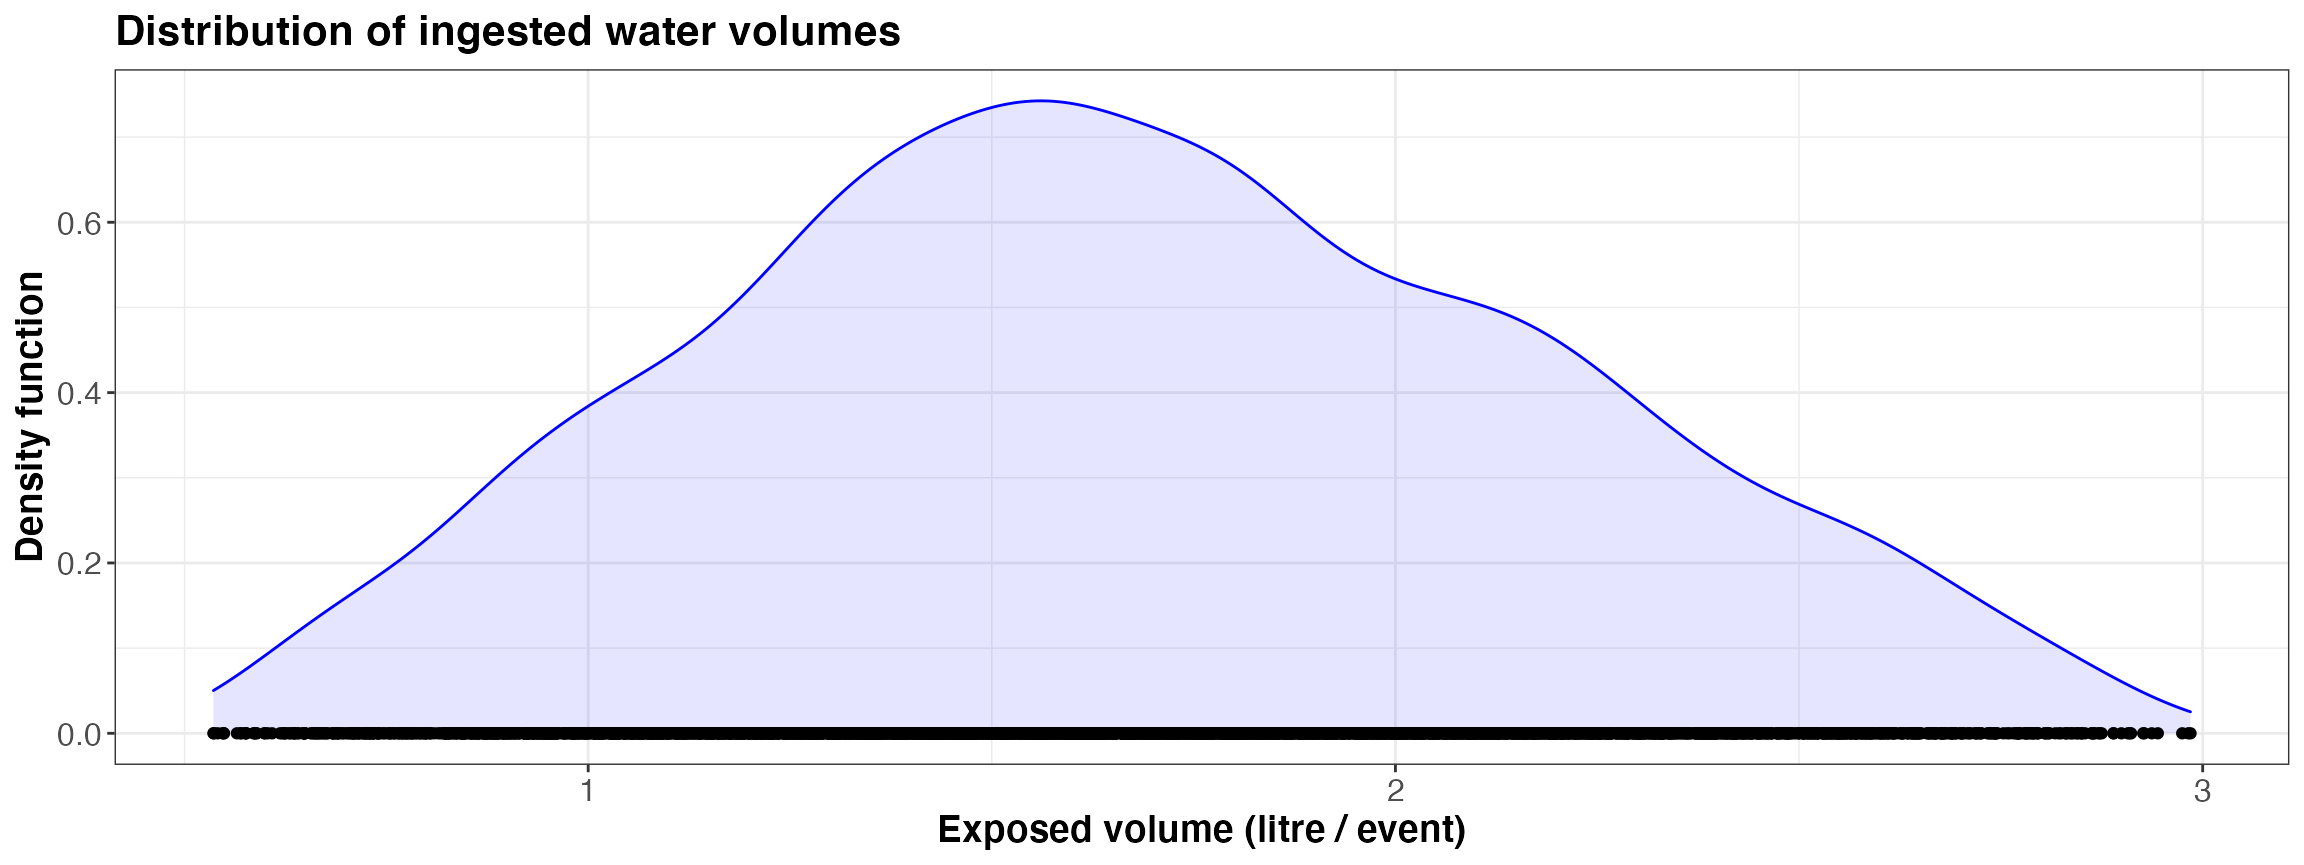 Distribution of ingested water volumes
Density function
0.6
0.4
0.2
0.0
1 2 3
Exposed volume (litre / event)